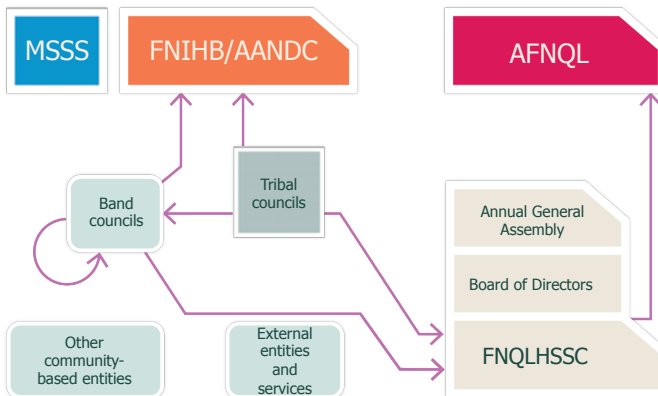 MSSS
FNIHB/AANDC
AFNQL
Band
councils
Tribal
councils
Annual General
Assembly
Board of Directors
FNQLHSSC
Other
community-
based entities
External
entities
and
services